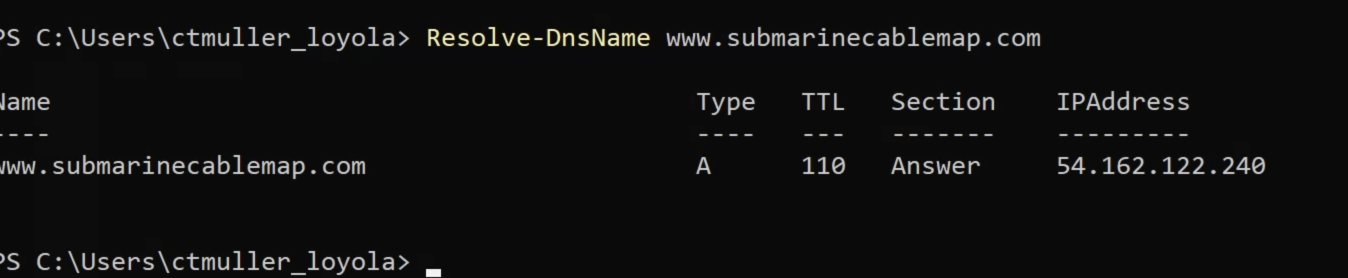 PS C:\Users\ctmuller_loyola> Resolve-DnsName www.submarinecablemap.com
Name Type TTL Section IPAddress
---- ---- --- ------- ---------
www.submarinecablemap.com A 110 Answer 54.162.122.240
PS C:\Users\ctmuller_loyola>